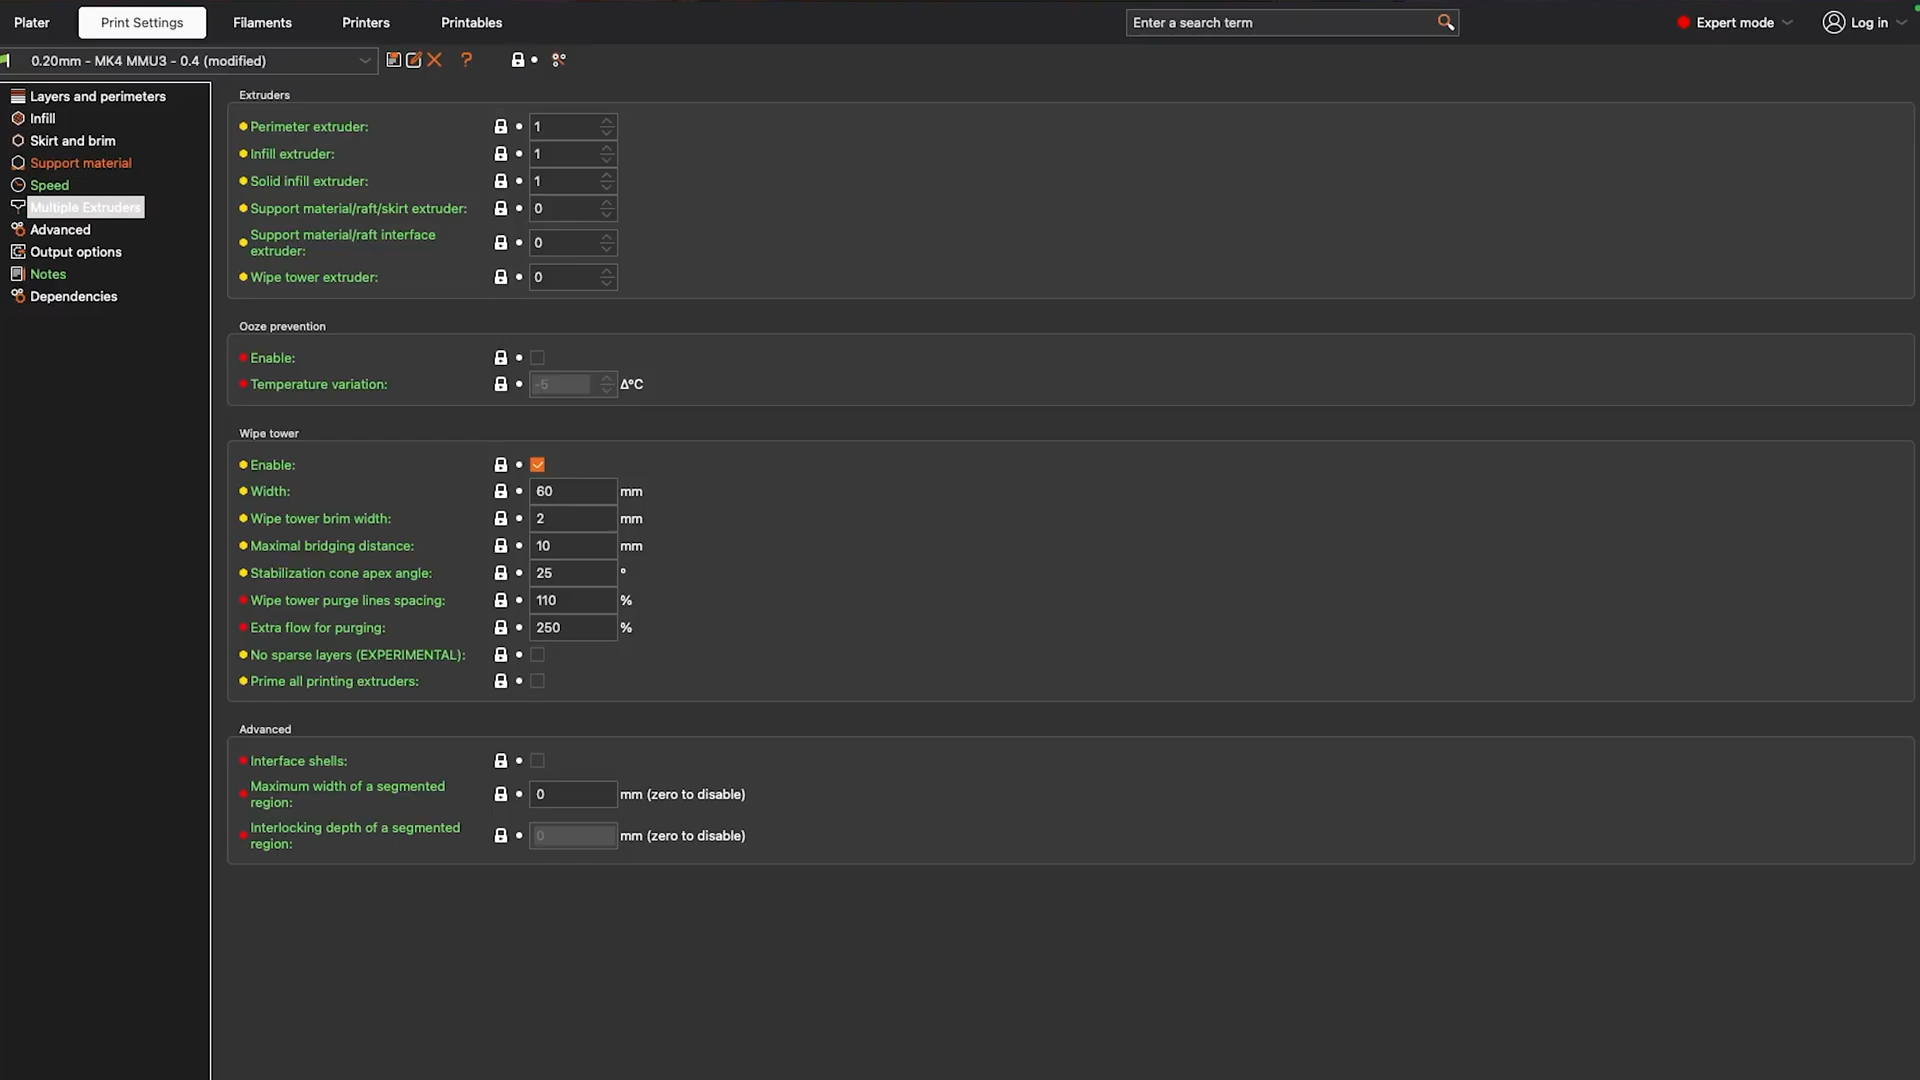 Plater
Print Settings
Filaments
Printers
Printables
Enter a search term
Expert mode
Log in
0.20mm - MK4 MMU3 - 0.4 (modified)
?
Layers and perimeters
Infill
Skirt and brim
Support material
Speed
Multiple Extruders
Advanced
Output options
Notes
Dependencies
Extruders
Perimeter extruder: 1
Infill extruder: 1
Solid infill extruder: 1
Support material/raft/skirt extruder: 0
Support material/raft interface
extruder: 0
Wipe tower extruder: 0
Ooze prevention
Enable:
Temperature variation: -5 Δ°C
Wipe tower
Enable:
Width: 60 mm
Wipe tower brim width: 2 mm
Maximal bridging distance: 10 mm
Stabilization cone apex angle: 25 °
Wipe tower purge lines spacing: 110 %
Extra flow for purging: 250 %
No sparse layers (EXPERIMENTAL):
Prime all printing extruders:
Advanced
Interface shells:
Maximum width of a segmented
region: 0 mm (zero to disable)
Interlocking depth of a segmented
region: 0 mm (zero to disable)